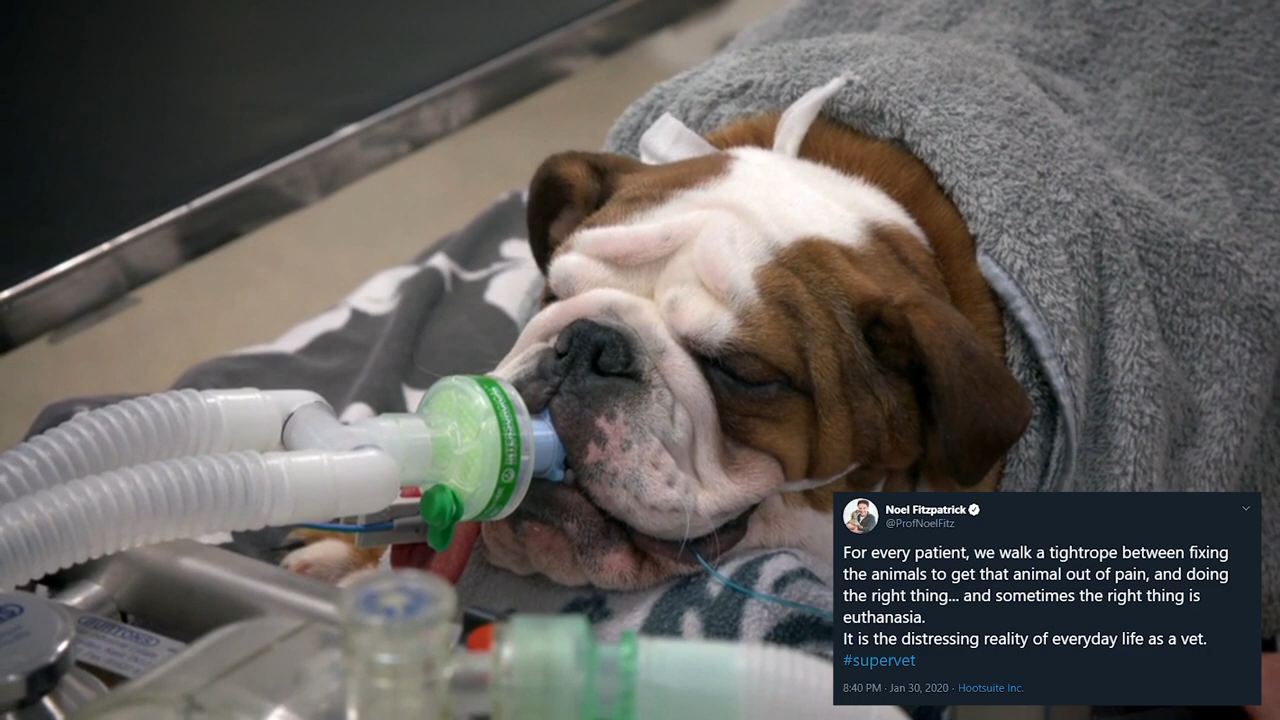 INTERSURGICAL
BURTONS
Noel Fitzpatrick
@ProfNoelFitz
For every patient, we walk a tightrope between fixing
the animals to get that animal out of pain, and doing
the right thing... and sometimes the right thing is
euthanasia.
It is the distressing reality of everyday life as a vet.
#supervet
8:40 PM · Jan 30, 2020 · Hootsuite Inc.